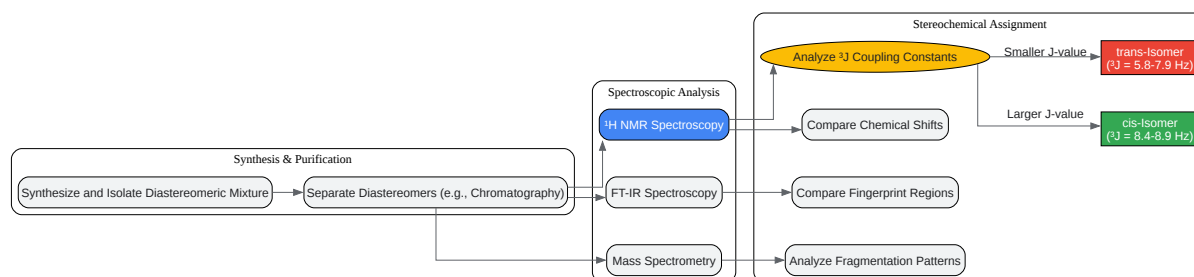 Stereochemical Assignment
Analyze ³J Coupling Constants
Smaller J-value
trans-Isomer
(³J = 5.8-7.9 Hz)
Spectroscopic Analysis
¹H NMR Spectroscopy
Compare Chemical Shifts
Larger J-value
cis-Isomer
(³J = 8.4-8.9 Hz)
Synthesis & Purification
Synthesize and Isolate Diastereomeric Mixture
Separate Diastereomers (e.g., Chromatography)
FT-IR Spectroscopy
Compare Fingerprint Regions
Mass Spectrometry
Analyze Fragmentation Patterns